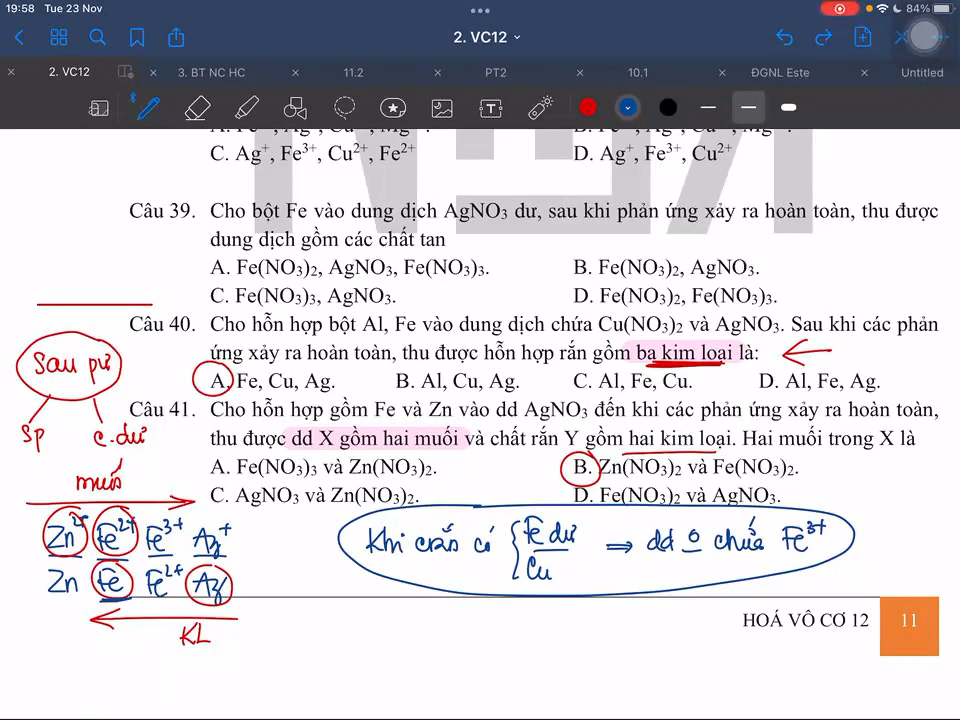 19:58 Tue 23 Nov
84%
2. VC12
2. VC12
3. BT NC HC
11.2
PT2
10.1
ĐGNL Este
Untitled
C. Ag⁺, Fe³⁺, Cu²⁺, Fe²⁺
D. Ag⁺, Fe³⁺, Cu²⁺
Câu 39. Cho bột Fe vào dung dịch AgNO₃ dư, sau khi phản ứng xảy ra hoàn toàn, thu được
dung dịch gồm các chất tan
A. Fe(NO₃)₂, AgNO₃, Fe(NO₃)₃.
B. Fe(NO₃)₂, AgNO₃.
C. Fe(NO₃)₃, AgNO₃.
D. Fe(NO₃)₂, Fe(NO₃)₃.
Câu 40. Cho hỗn hợp bột Al, Fe vào dung dịch chứa Cu(NO₃)₂ và AgNO₃. Sau khi các phản
ứng xảy ra hoàn toàn, thu được hỗn hợp rắn gồm ba kim loại là:
A. Fe, Cu, Ag.
B. Al, Cu, Ag.
C. Al, Fe, Cu.
D. Al, Fe, Ag.
Câu 41. Cho hỗn hợp gồm Fe và Zn vào dd AgNO₃ đến khi các phản ứng xảy ra hoàn toàn,
thu được dd X gồm hai muối và chất rắn Y gồm hai kim loại. Hai muối trong X là
A. Fe(NO₃)₃ và Zn(NO₃)₂.
B. Zn(NO₃)₂ và Fe(NO₃)₂.
C. AgNO₃ và Zn(NO₃)₂.
D. Fe(NO₃)₂ và AgNO₃.
Sau pư
sp
c.dư
muối
Zn²⁺ Fe²⁺ Fe³⁺ Ag⁺
Zn Fe Fe²⁺ Ag
KL
Khi rắn có { Fe dư
Cu
⇒ dd o chứa Fe³⁺
HOÁ VÔ CƠ 12
11